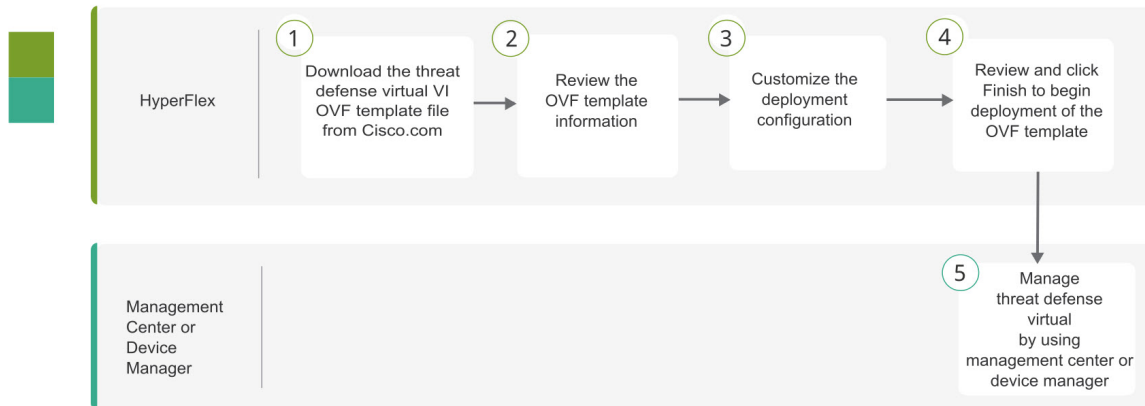 HyperFlex
1
Download the threat
defense virtual VI
OVF template file
from Cisco.com
2
Review the
OVF template
information
3
Customize the
deployment
configuration
4
Review and click
Finish to begin
deployment of the
OVF template
Management
Center or
Device
Manager
5
Manage
threat defense
virtual
by using
management center or
device manager